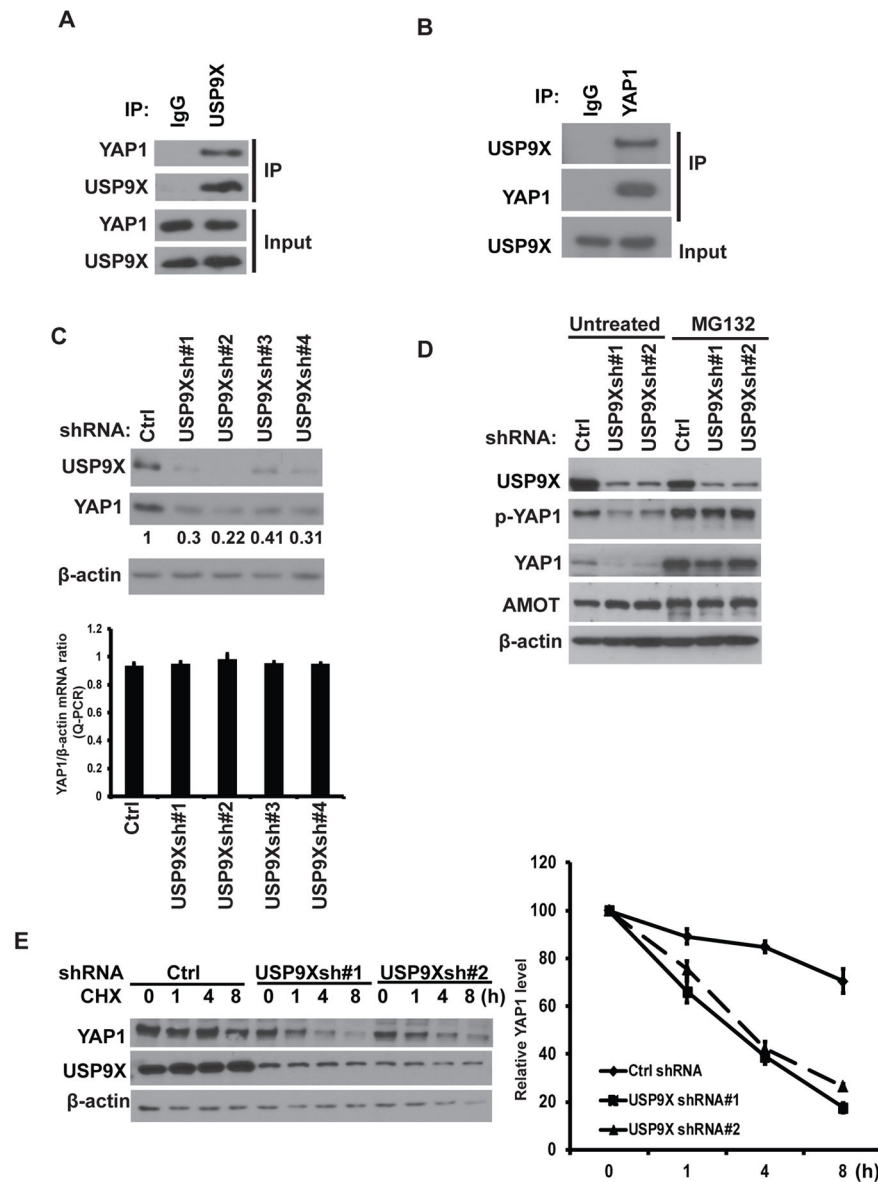 A
IP:
IgG
USP9X
YAP1
USP9X
IP
YAP1
USP9X
Input
B
IP:
IgG
YAP1
USP9X
YAP1
IP
USP9X
Input
C
shRNA:
Ctrl
USP9Xsh#1
USP9Xsh#2
USP9Xsh#3
USP9Xsh#4
USP9X
YAP1
1 0.3 0.22 0.41 0.31
β-actin
YAP1/β-actin mRNA ratio
(Q-PCR)
1.2
1
0.8
0.6
0.4
0.2
0
Ctrl
USP9Xsh#1
USP9Xsh#2
USP9Xsh#3
USP9Xsh#4
D
Untreated MG132
shRNA:
Ctrl
USP9Xsh#1
USP9Xsh#2
Ctrl
USP9Xsh#1
USP9Xsh#2
USP9X
p-YAP1
YAP1
AMOT
β-actin
E
shRNA Ctrl USP9Xsh#1 USP9Xsh#2
CHX 0 1 4 8 0 1 4 8 0 1 4 8 (h)
YAP1
USP9X
β-actin
Relative YAP1 level
120
100
80
60
40
20
0
Ctrl shRNA
USP9X shRNA#1
USP9X shRNA#2
0 1 4 8 (h)